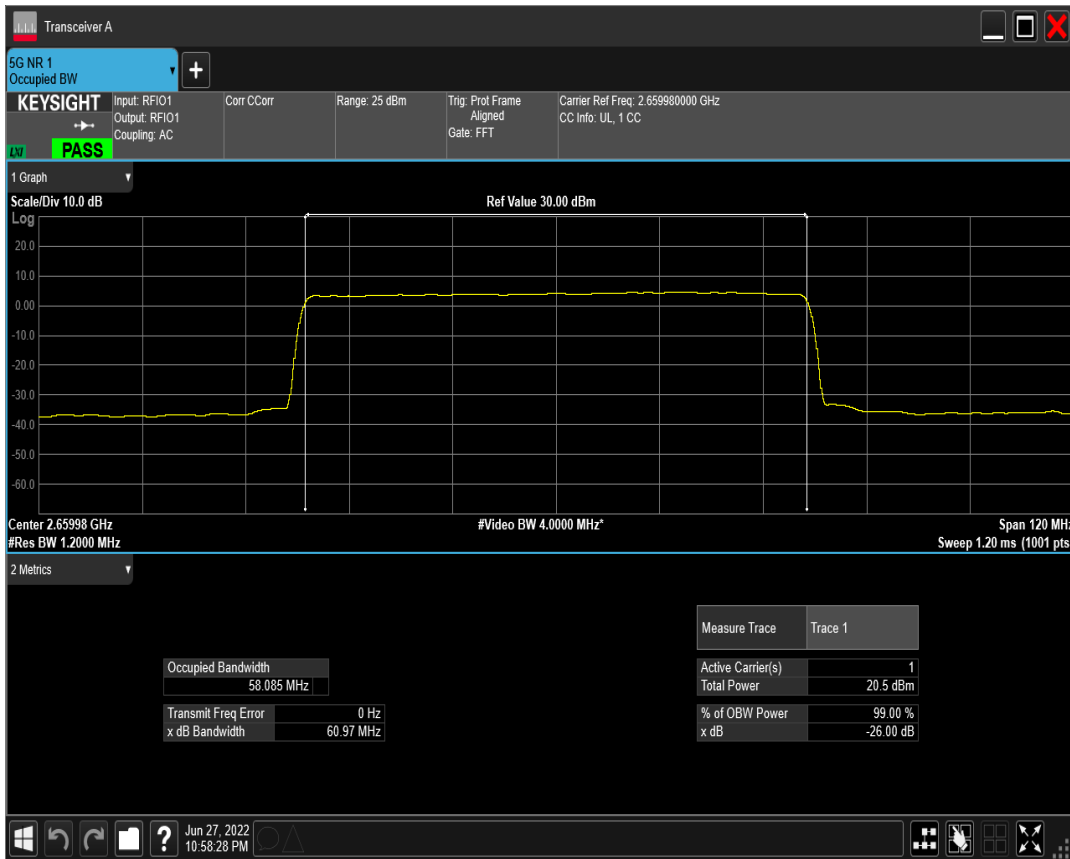 Transceiver A
5G NR 1
Occupied BW
KEYSIGHT
LXI
PASS
Input: RFIO1
Output: RFIO1
Coupling: AC
Corr CCorr
Range: 25 dBm
Trig: Prot Frame
Aligned
Gate: FFT
Carrier Ref Freq: 2.659980000 GHz
CC Info: UL, 1 CC
1 Graph
Scale/Div 10.0 dB
Ref Value 30.00 dBm
Log
20.0
10.0
0.00
-10.0
-20.0
-30.0
-40.0
-50.0
-60.0
Center 2.65998 GHz
#Video BW 4.0000 MHz*
Span 120 MHz
#Res BW 1.2000 MHz
Sweep 1.20 ms (1001 pts
2 Metrics
Measure Trace Trace 1
Occupied Bandwidth
58.085 MHz
Active Carrier(s) 1
Total Power 20.5 dBm
Transmit Freq Error 0 Hz
x dB Bandwidth 60.97 MHz
% of OBW Power 99.00 %
x dB -26.00 dB
?
Jun 27, 2022
10:58:28 PM